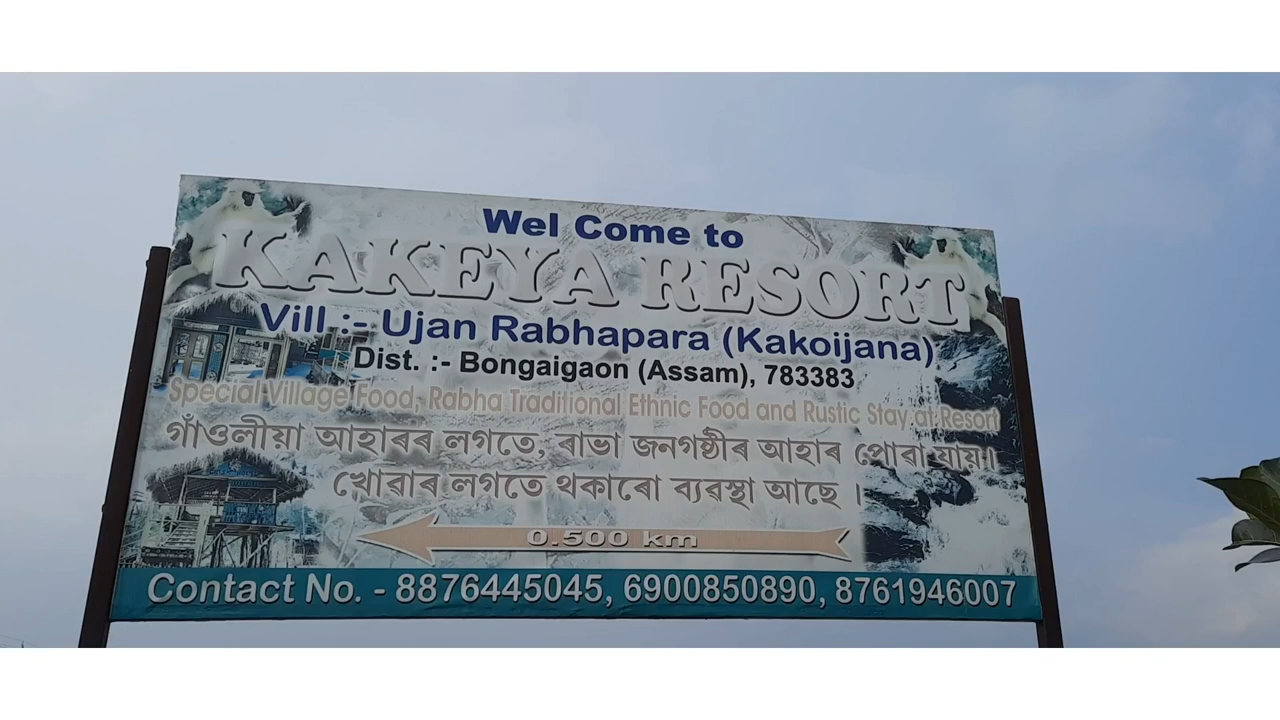 Wel Come to
KAKEYA RESORT
Vill :- Ujan Rabhapara (Kakoijana)
Dist. :- Bongaigaon (Assam), 783383
Special Village Food, Rabha Traditional Ethnic Food and Rustic Stay at Resort
গাঁওলীয়া আহাৰৰ লগতে, ৰাভা জনগষ্ঠীৰ আহাৰ পোৱা যায়।
খোৱাৰ লগতে থকাৰো ব্যৱস্থা আছে ।
0.500 km
Contact No. - 8876445045, 6900850890, 8761946007